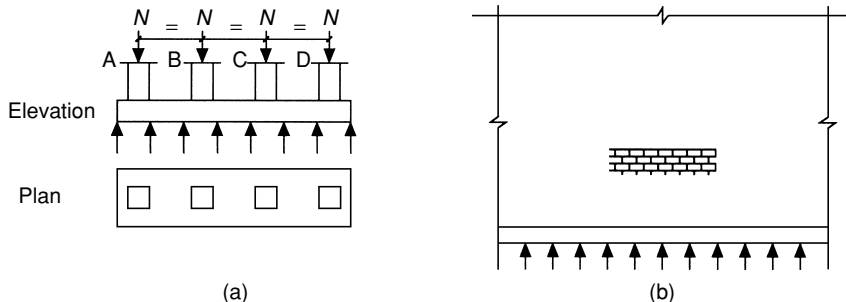 N = N = N = N
A B C D
Elevation
Plan
(a)
(b)